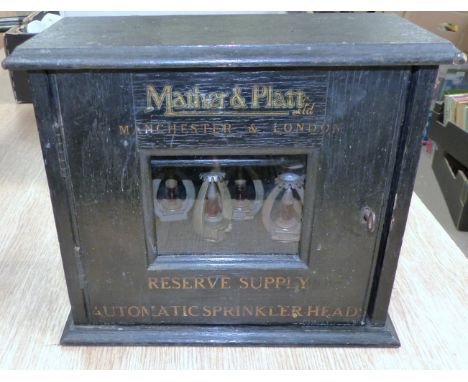 Mather & Platt Ltd
MANCHESTER & LONDON
RESERVE SUPPLY
AUTOMATIC SPRINKLER HEADS